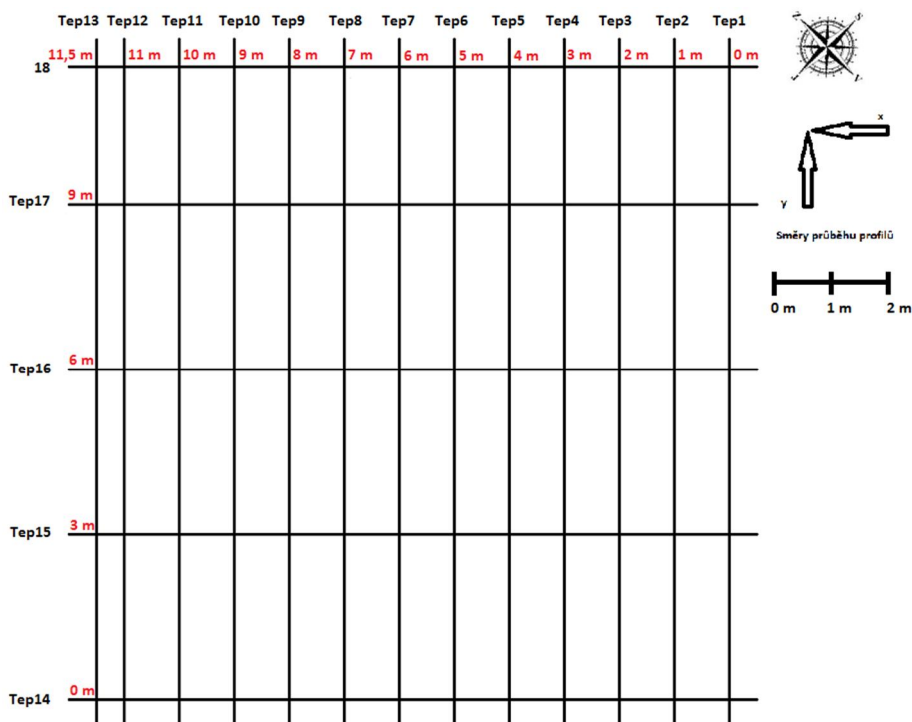 Tep13 Tep12 Tep11 Tep10 Tep9 Tep8 Tep7 Tep6 Tep5 Tep4 Tep3 Tep2 Tep1
11,5 m 11 m 10 m 9 m 8 m 7 m 6 m 5 m 4 m 3 m 2 m 1 m 0 m
18
x
9 m
Tep17
y
Směry průběhu profilů
0 m 1 m 2 m
6 m
Tep16
3 m
Tep15
0 m
Tep14